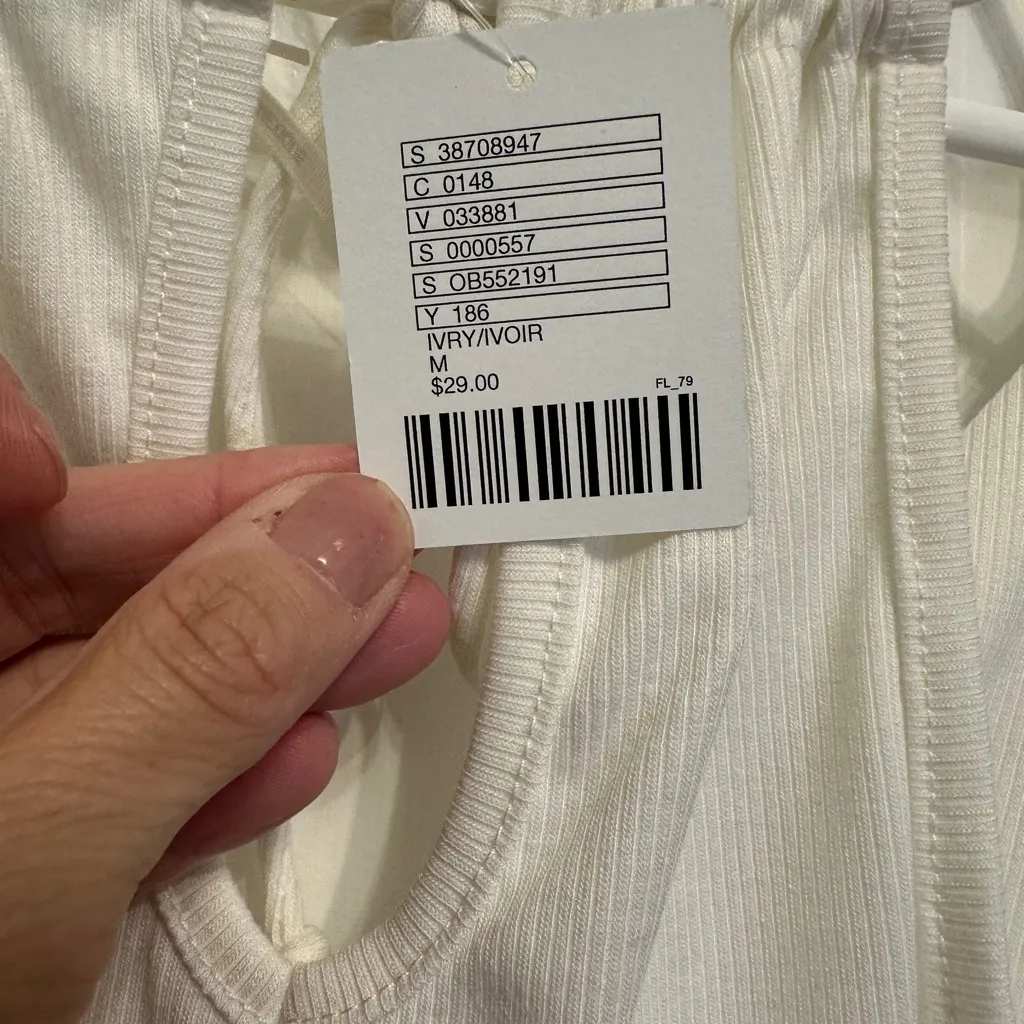 S 38708947
C 0148
V 033881
S 0000557
S OB552191
Y 186
IVRY/IVOIR
M
$29.00
FL_79